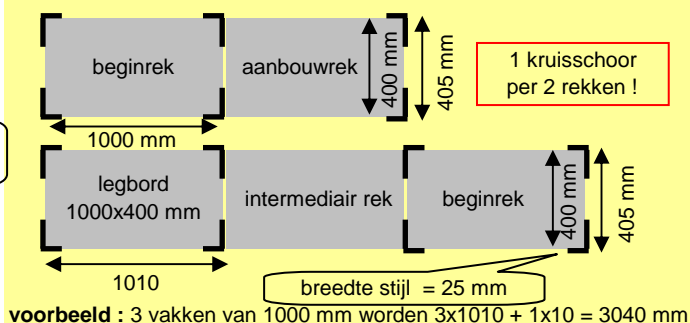 beginrek
aanbouwrek
400 mm
405 mm
1 kruisschoor
per 2 rekken !
1000 mm
legbord
1000x400 mm
intermediair rek
beginrek
400 mm
405 mm
1010
breedte stijl = 25 mm
voorbeeld : 3 vakken van 1000 mm worden 3x1010 + 1x10 = 3040 mm